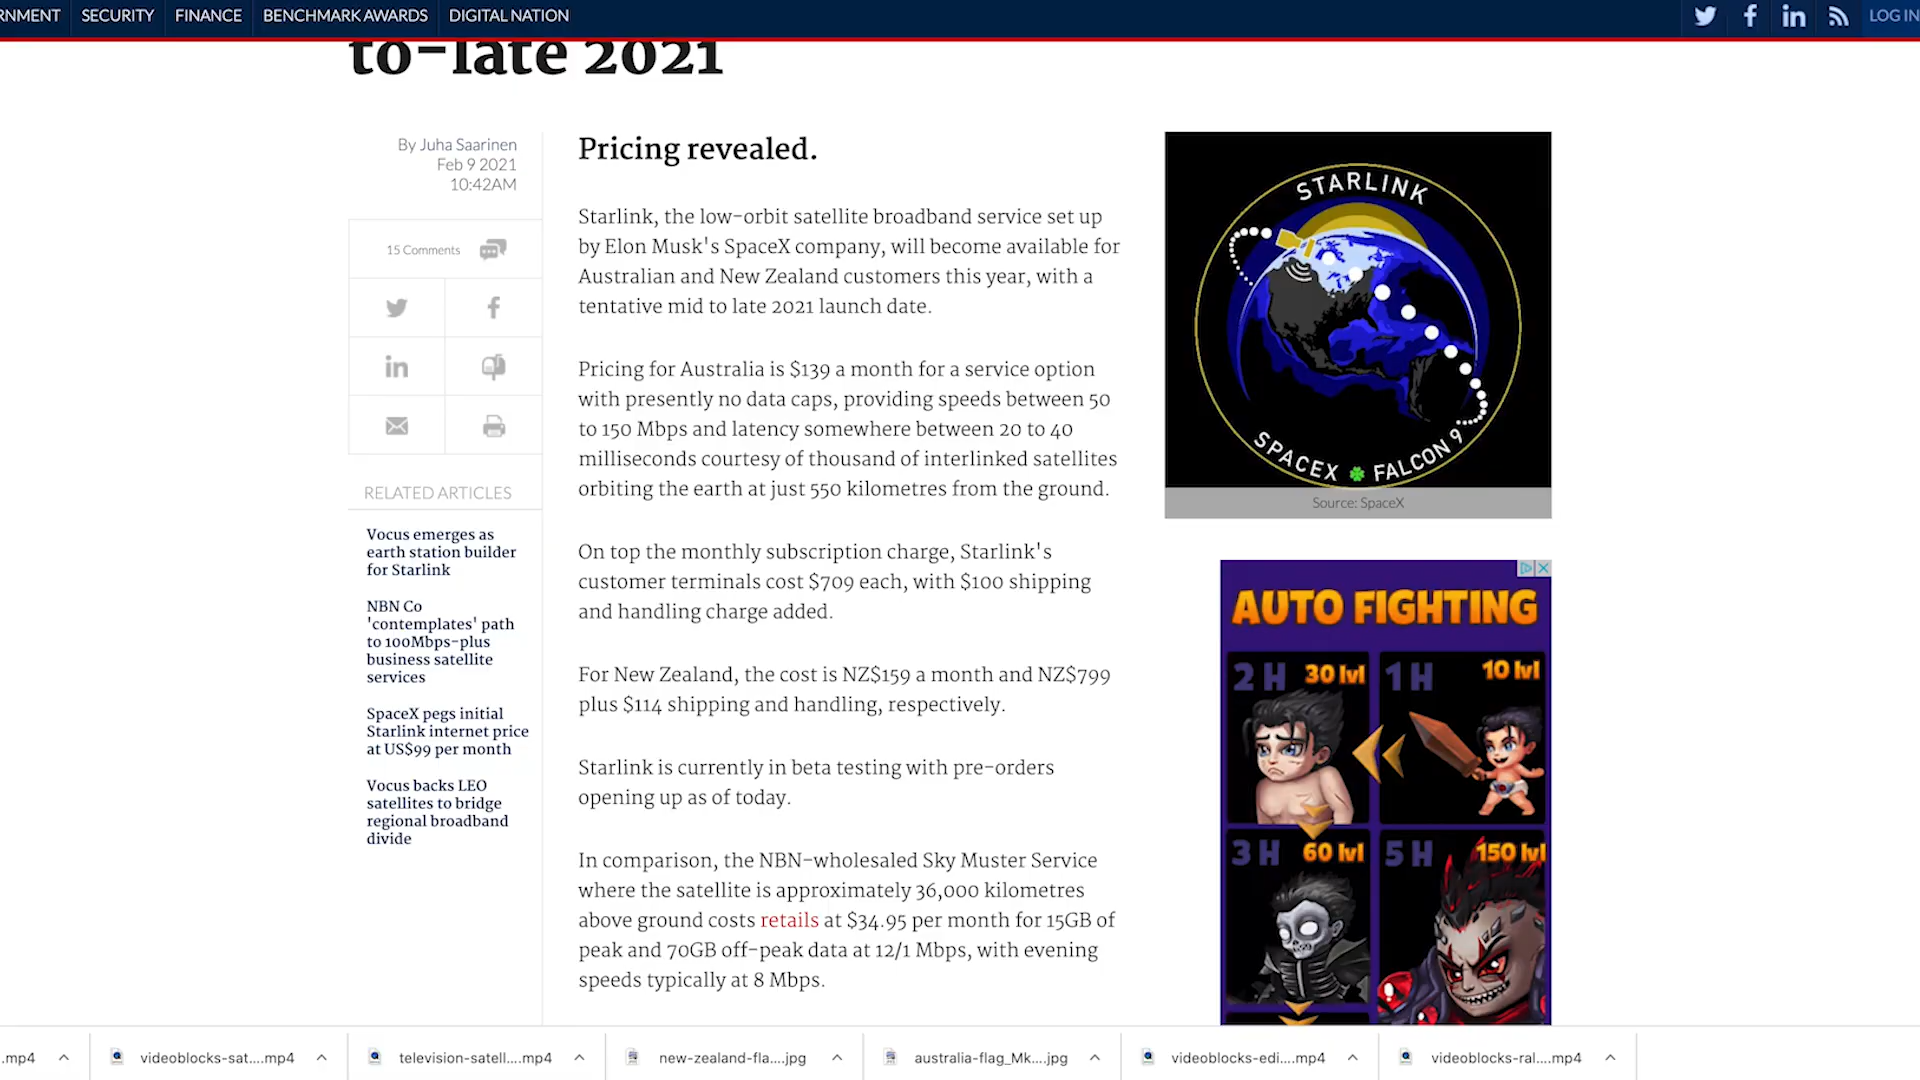 RNMENT
SECURITY
FINANCE
BENCHMARK AWARDS
DIGITAL NATION
LOG IN
to-late 2021
By Juha Saarinen
Feb 9 2021
10:42AM
15 Comments
RELATED ARTICLES
Vocus emerges as
earth station builder
for Starlink
NBN Co
'contemplates' path
to 100Mbps-plus
business satellite
services
SpaceX pegs initial
Starlink internet price
at US$99 per month
Vocus backs LEO
satellites to bridge
regional broadband
divide
Pricing revealed.
Starlink, the low-orbit satellite broadband service set up
by Elon Musk's SpaceX company, will become available for
Australian and New Zealand customers this year, with a
tentative mid to late 2021 launch date.
Pricing for Australia is $139 a month for a service option
with presently no data caps, providing speeds between 50
to 150 Mbps and latency somewhere between 20 to 40
milliseconds courtesy of thousand of interlinked satellites
orbiting the earth at just 550 kilometres from the ground.
On top the monthly subscription charge, Starlink's
customer terminals cost $709 each, with $100 shipping
and handling charge added.
For New Zealand, the cost is NZ$159 a month and NZ$799
plus $114 shipping and handling, respectively.
Starlink is currently in beta testing with pre-orders
opening up as of today.
In comparison, the NBN-wholesaled Sky Muster Service
where the satellite is approximately 36,000 kilometres
above ground costs retails at $34.95 per month for 15GB of
peak and 70GB off-peak data at 12/1 Mbps, with evening
speeds typically at 8 Mbps.
STARLINK
SPACEX FALCON 9
Source: SpaceX
AUTO FIGHTING
2 H 30 lvl
1 H 10 lvl
3 H 60 lvl
5 H 150 lvl
.mp4
videoblocks-sat....mp4
television-satell....mp4
new-zealand-fla....jpg
australia-flag_Mk....jpg
videoblocks-edi....mp4
videoblocks-ral....mp4